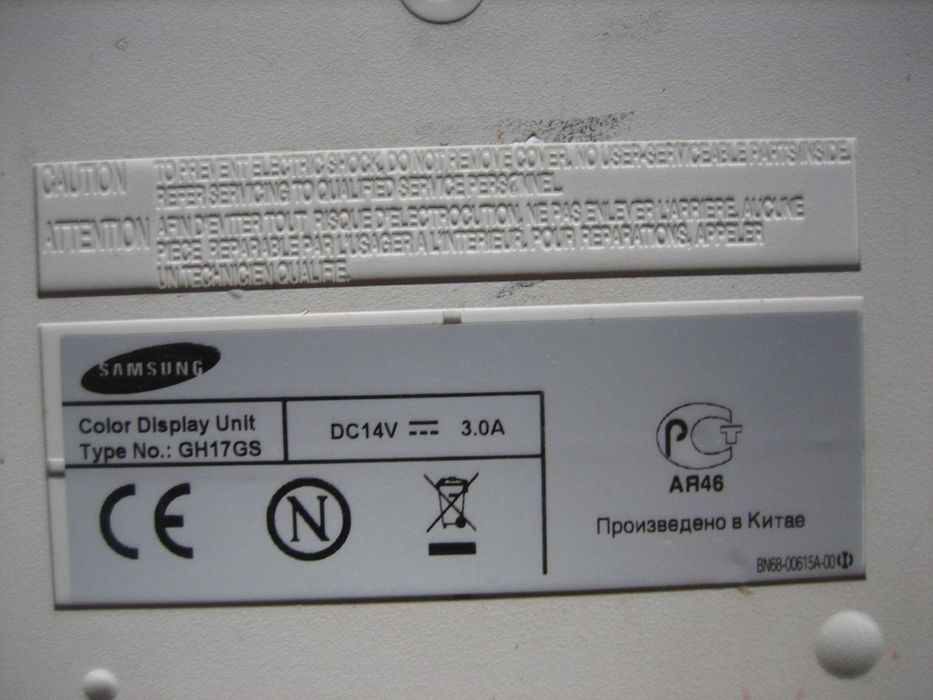 CAUTION TO PREVENT ELECTRIC SHOCK, DO NOT REMOVE COVER, NO USER-SERVICEABLE PARTS INSIDE.
REFER SERVICING TO QUALIFIED SERVICE PERSONNEL.
ATTENTION AFIN D'EVITER TOUT RISQUE D'ELECTROCUTION, NE PAS ENLEVER L'ARRIERE, AUCUNE
PIECE REPARABLE PAR L'USAGER A L'INTERIEUR. POUR REPARATIONS, APPELER
UN TECHNICIEN QUALIFIE.
SAMSUNG
Color Display Unit
Type No.: GH17GS
DC14V ⎓ 3.0A
CE
N
РСТ
АЯ46
Произведено в Китае
BN68-00615A-00